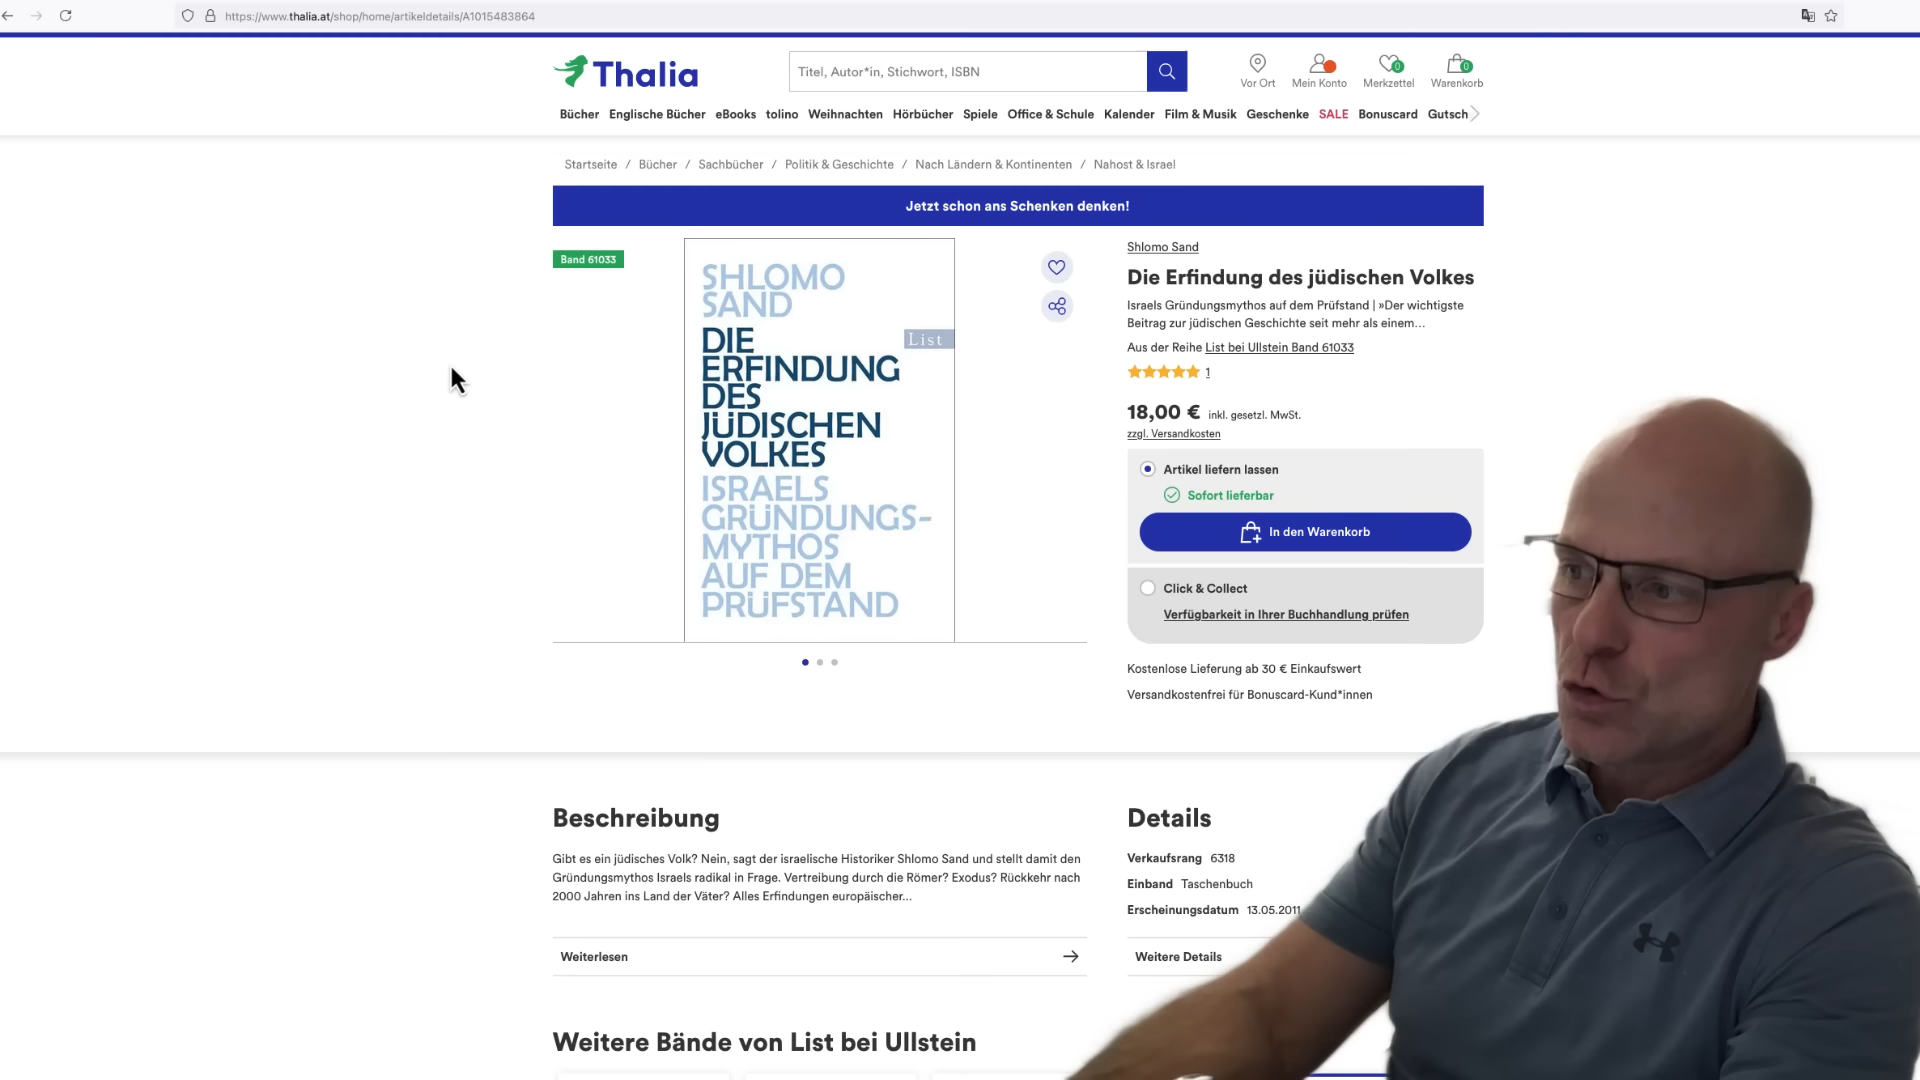 https://www.thalia.at/shop/home/artikeldetails/A1015483864
Thalia
Titel, Autor*in, Stichwort, ISBN
Vor Ort
Mein Konto
0
Merkzettel
0
Warenkorb
Bücher Englische Bücher eBooks tolino Weihnachten Hörbücher Spiele Office & Schule Kalender Film & Musik Geschenke SALE Bonuscard Gutsch
Startseite / Bücher / Sachbücher / Politik & Geschichte / Nach Ländern & Kontinenten / Nahost & Israel
Jetzt schon ans Schenken denken!
Band 61033
SHLOMO
SAND
DIE
ERFINDUNG
DES
JÜDISCHEN
VOLKES
List
ISRAELS
GRÜNDUNGS-
MYTHOS
AUF DEM
PRÜFSTAND
Shlomo Sand
Die Erfindung des jüdischen Volkes
Israels Gründungsmythos auf dem Prüfstand | »Der wichtigste
Beitrag zur jüdischen Geschichte seit mehr als einem...
Aus der Reihe List bei Ullstein Band 61033
1
18,00 € inkl. gesetzl. MwSt.
zzgl. Versandkosten
Artikel liefern lassen
Sofort lieferbar
In den Warenkorb
Click & Collect
Verfügbarkeit in Ihrer Buchhandlung prüfen
Kostenlose Lieferung ab 30 € Einkaufswert
Versandkostenfrei für Bonuscard-Kund*innen
Beschreibung
Gibt es ein jüdisches Volk? Nein, sagt der israelische Historiker Shlomo Sand und stellt damit den
Gründungsmythos Israels radikal in Frage. Vertreibung durch die Römer? Exodus? Rückkehr nach
2000 Jahren ins Land der Väter? Alles Erfindungen europäischer...
Weiterlesen
Details
Verkaufsrang 6318
Einband Taschenbuch
Erscheinungsdatum 13.05.2011
Weitere Details
Weitere Bände von List bei Ullstein